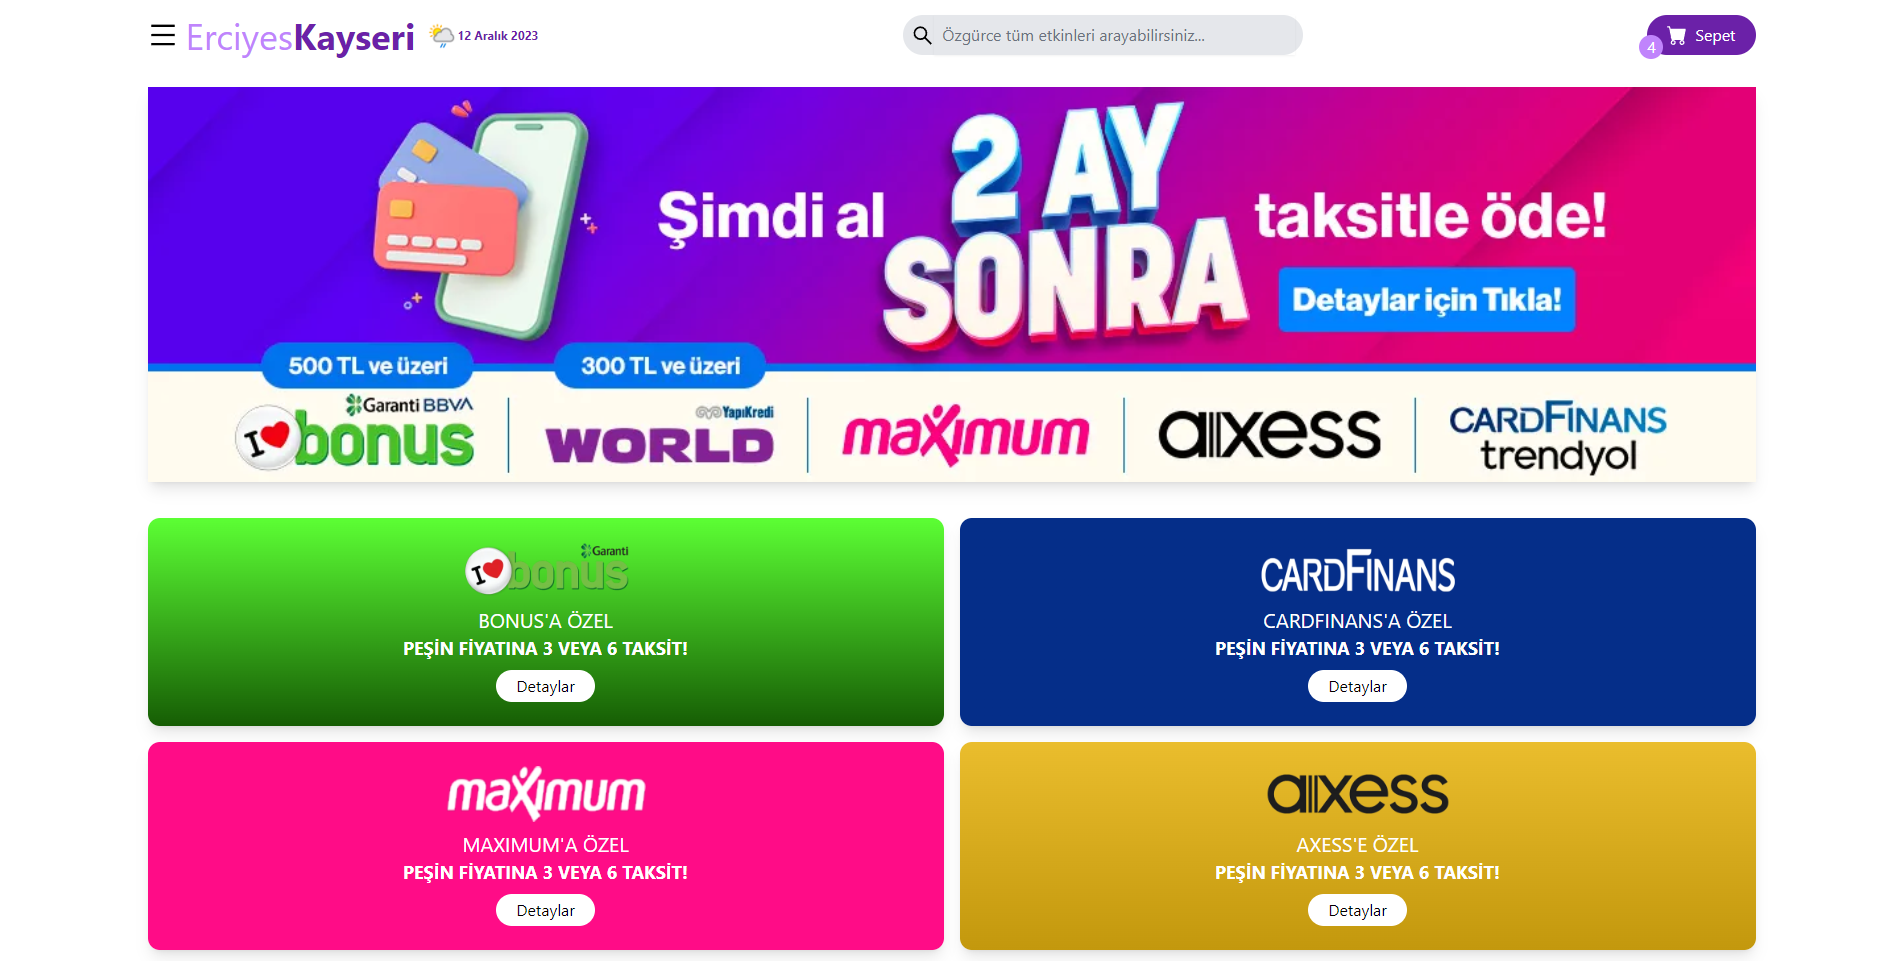 ErciyesKayseri
12 Aralık 2023
Özgürce tüm etkinleri arayabilirsiniz...
4
Sepet
Şimdi al
2 AY
SONRA
taksitle öde!
Detaylar için Tıkla!
500 TL ve üzeri
300 TL ve üzeri
Garanti BBVA
I bonus
YapıKredi
WORLD
maximum
axess
CARDFINANS
trendyol
Garanti
I bonus
BONUS'A ÖZEL
PEŞİN FİYATINA 3 VEYA 6 TAKSİT!
Detaylar
CARDFINANS
CARDFINANS'A ÖZEL
PEŞİN FİYATINA 3 VEYA 6 TAKSİT!
Detaylar
maximum
MAXIMUM'A ÖZEL
PEŞİN FİYATINA 3 VEYA 6 TAKSİT!
Detaylar
axess
AXESS'E ÖZEL
PEŞİN FİYATINA 3 VEYA 6 TAKSİT!
Detaylar